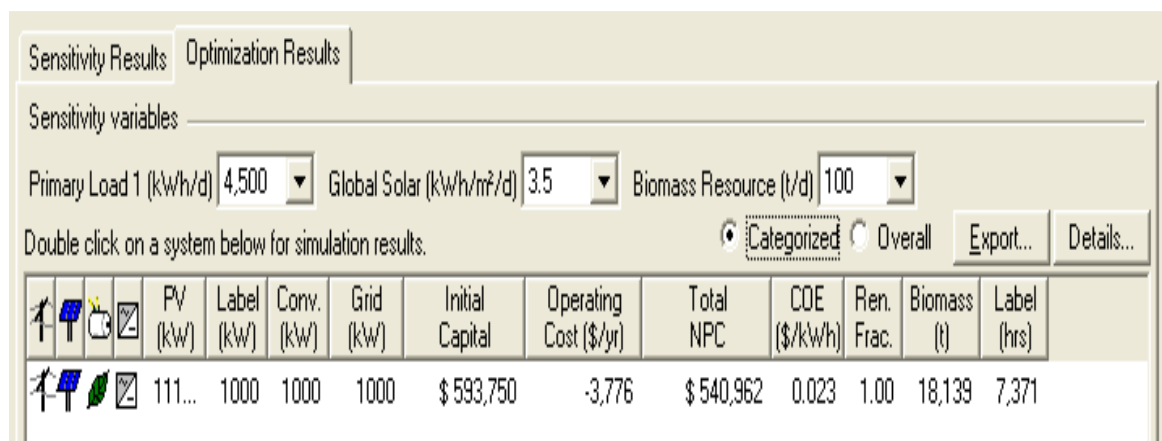 Sensitivity Results Optimization Results
Sensitivity variables
Primary Load 1 (kWh/d) 4,500 Global Solar (kWh/m²/d) 3.5 Biomass Resource (t/d) 100
Double click on a system below for simulation results. Categorized Overall Export... Details...
PV Label Conv. Grid Initial Operating Total COE Ren. Biomass Label
(kW) (kW) (kW) (kW) Capital Cost ($/yr) NPC ($/kWh) Frac. (t) (hrs)
111... 1000 1000 1000 $ 593,750 -3,776 $ 540,962 0.023 1.00 18,139 7,371